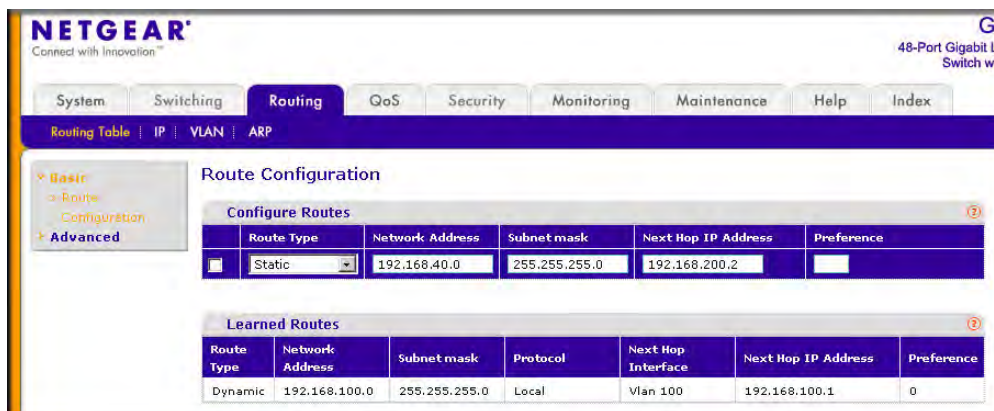 NETGEAR®
Connect with Innovation™
G
48-Port Gigabit L
Switch w
System Switching Routing QoS Security Monitoring Maintenance Help Index
Routing Table IP VLAN ARP
Basic
Route
Configuration
Advanced
Route Configuration
Configure Routes
Route Type Network Address Subnet mask Next Hop IP Address Preference
Static 192.168.40.0 255.255.255.0 192.168.200.2
Learned Routes
Route Type Network Address Subnet mask Protocol Next Hop Interface Next Hop IP Address Preference
Dynamic 192.168.100.0 255.255.255.0 Local Vlan 100 192.168.100.1 0